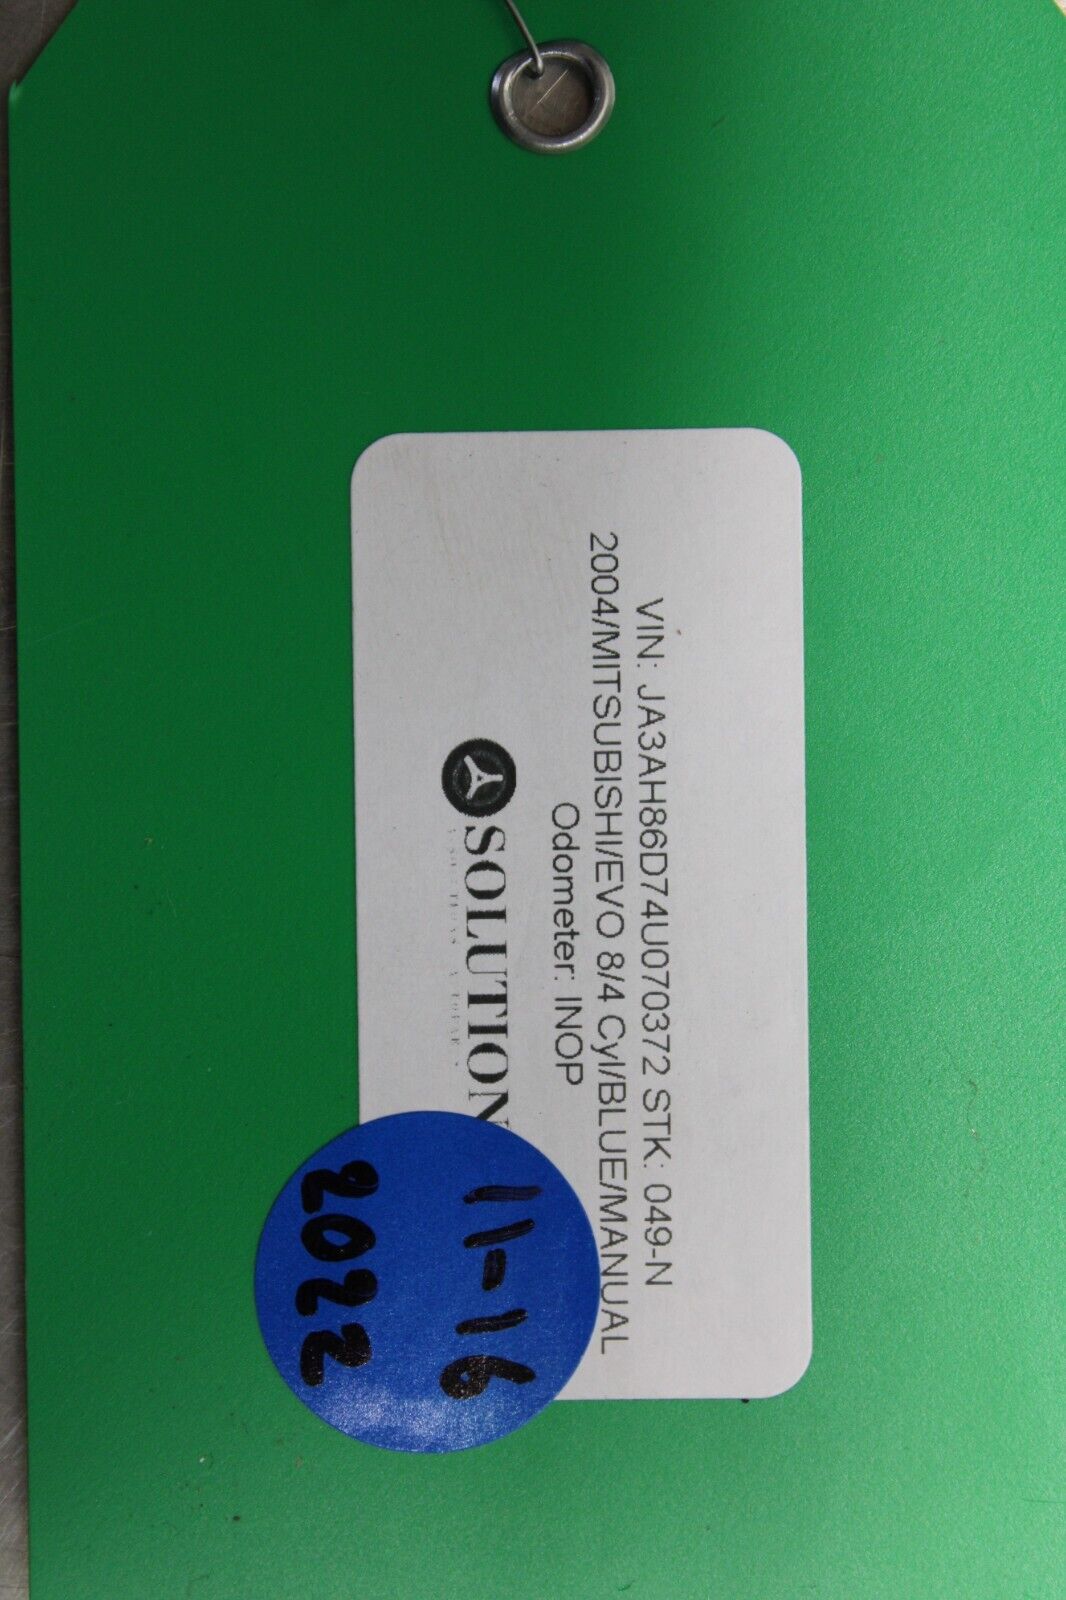 VIN: JA3AH86D74U070372 STK: 049-N
2004/MITSUBISHI/EVO 8/4 Cyl/BLUE/MANUAL
Odometer: INOP
SOLUTION
11-16
2022